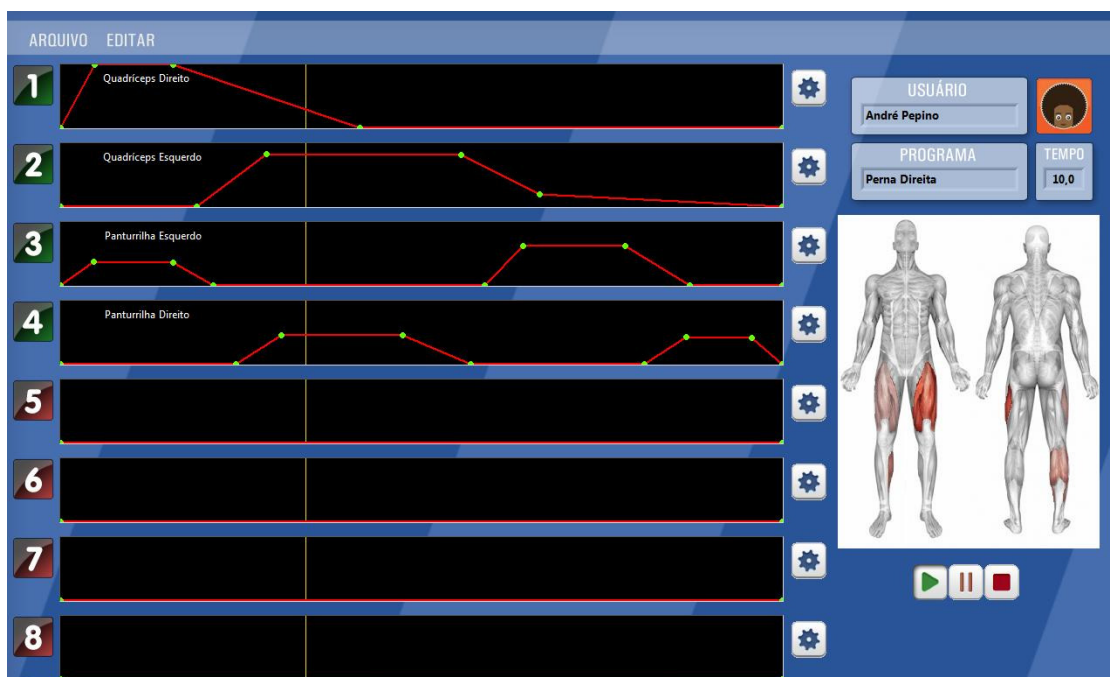 ARQUIVO EDITAR
1
Quadríceps Direito
2
Quadríceps Esquerdo
3
Panturrilha Esquerdo
4
Panturrilha Direito
5
6
7
8
USUÁRIO
André Pepino
PROGRAMA
Perna Direita
TEMPO
10,0